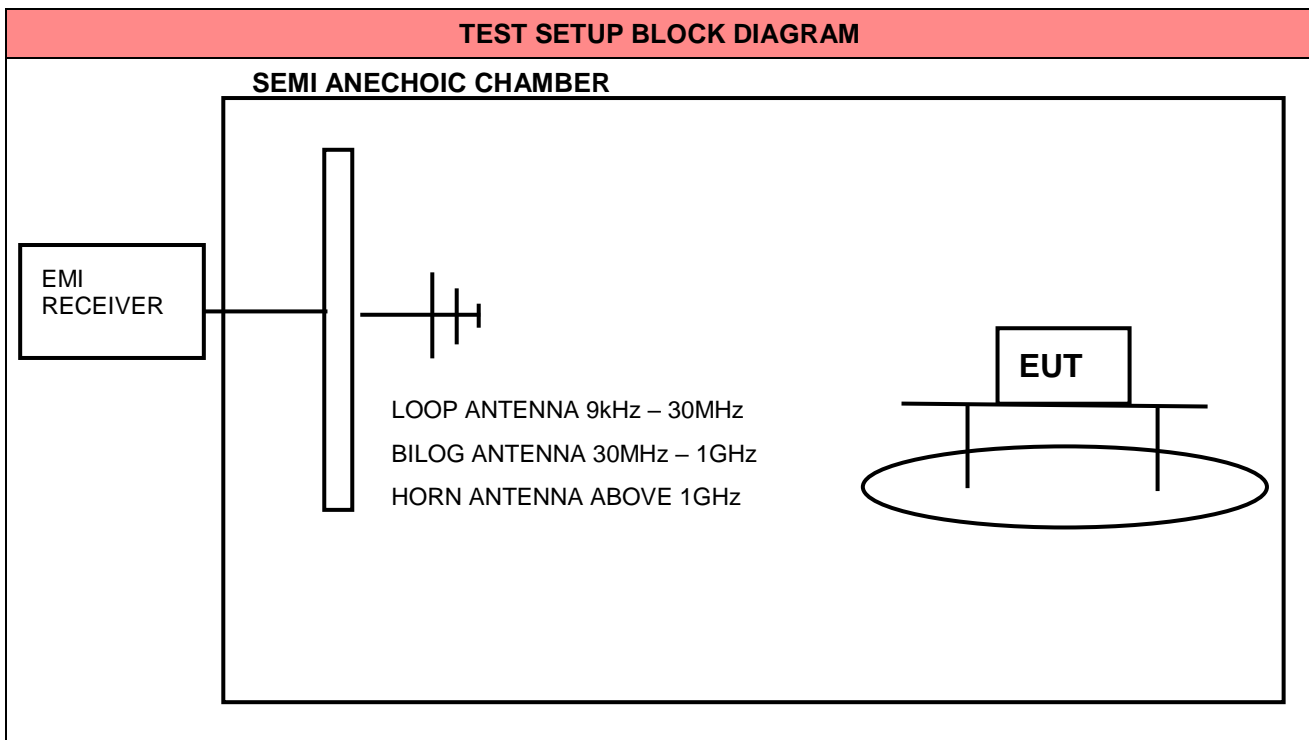 TEST SETUP BLOCK DIAGRAM
SEMI ANECHOIC CHAMBER
EMI
RECEIVER
EUT
LOOP ANTENNA 9kHz – 30MHz
BILOG ANTENNA 30MHz – 1GHz
HORN ANTENNA ABOVE 1GHz